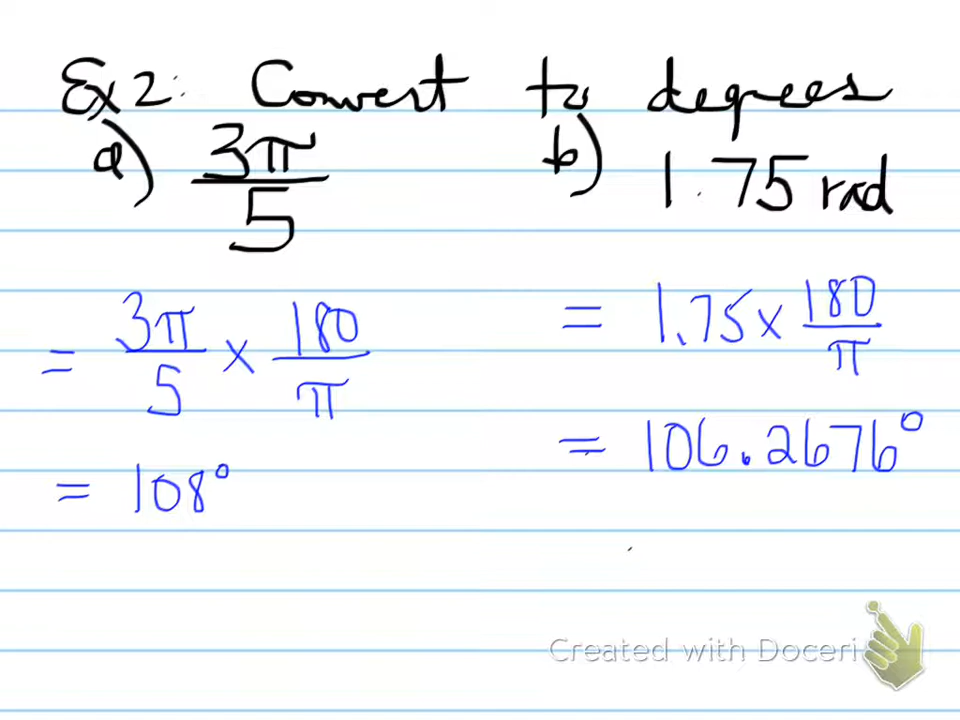 Ex 2: Convert to degrees
a) 3π/5
b) 1.75 rad
= 3π/5 × 180/π
= 108°
= 1.75 × 180/π
= 106.2676°
Created with Doceri